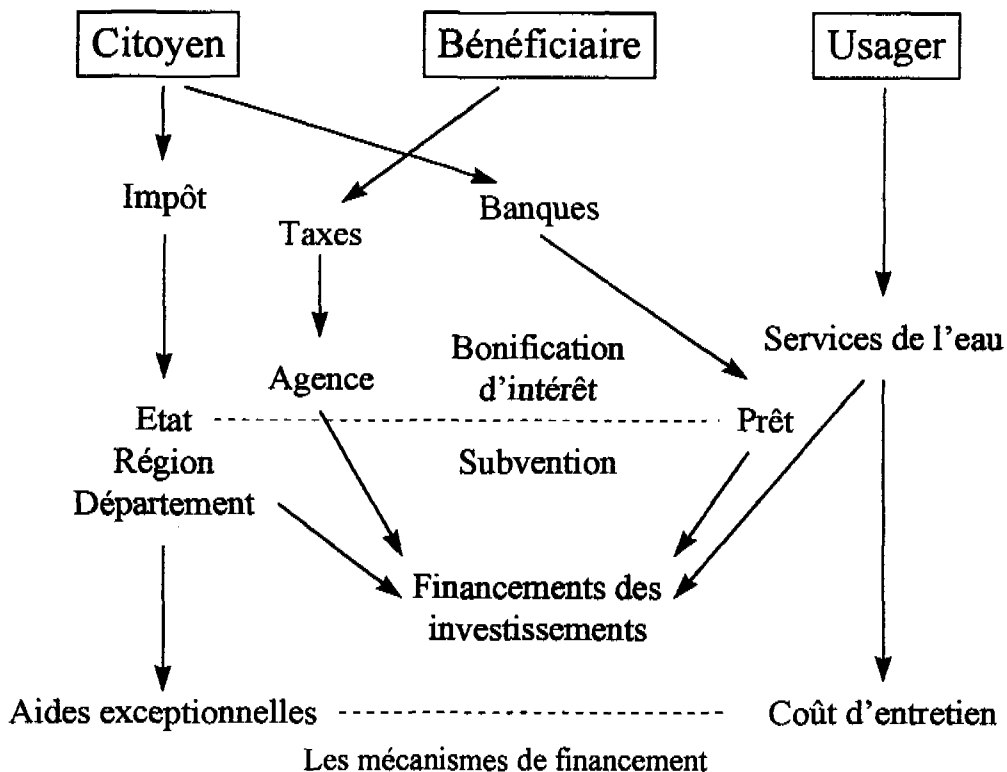 Citoyen
Bénéficiaire
Usager
Impôt
Banques
Taxes
Services de l'eau
Bonification
d'intérêt
Agence
Etat
Région
Département
Prêt
Subvention
Financements des
investissements
Aides exceptionnelles
Coût d'entretien
Les mécanismes de financement